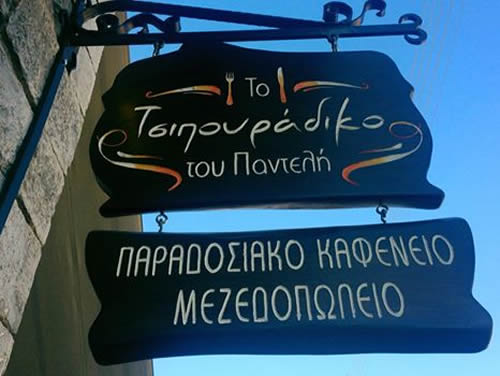 Το
Τσιπουράδικο
του Παντελή
ΠΑΡΑΔΟΣΙΑΚΟ ΚΑΦΕΝΕΙΟ
ΜΕΖΕΔΟΠΩΛΕΙΟ